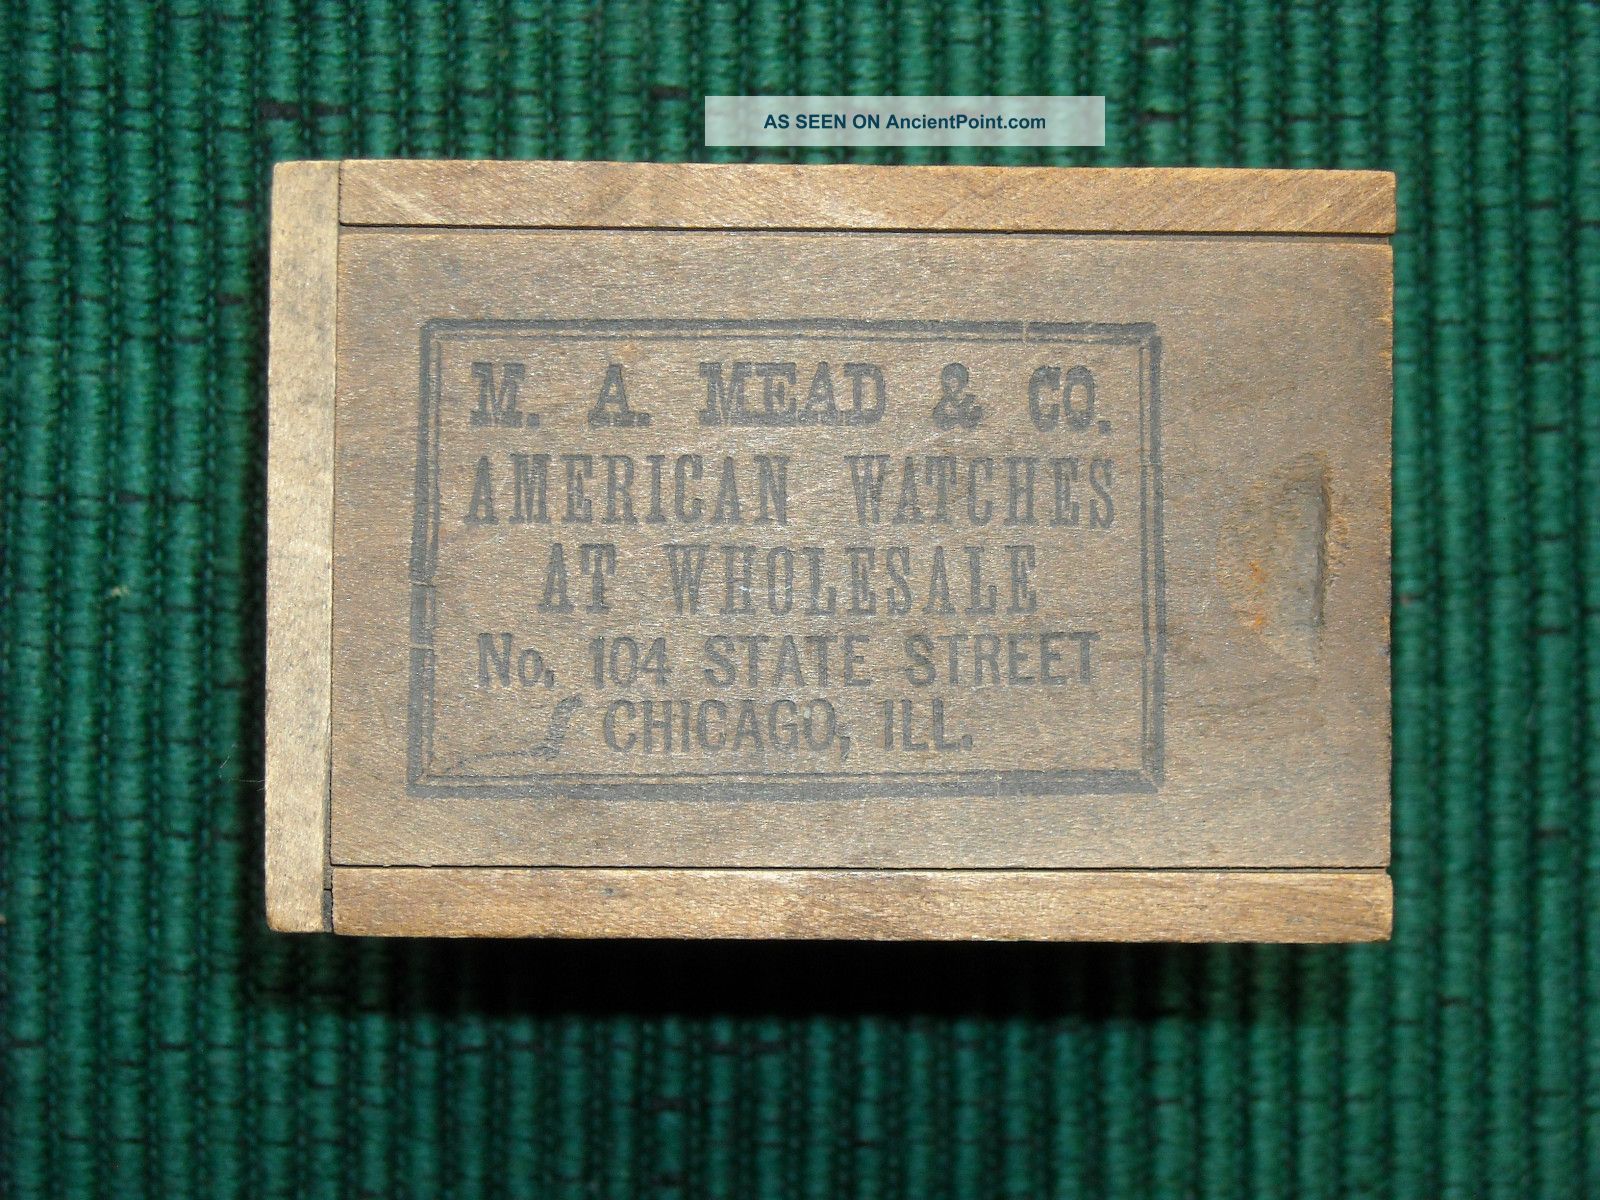 AS SEEN ON AncientPoint.com
M. A. MEAD & CO.
AMERICAN WATCHES
AT WHOLESALE
No. 104 STATE STREET
CHICAGO, ILL.